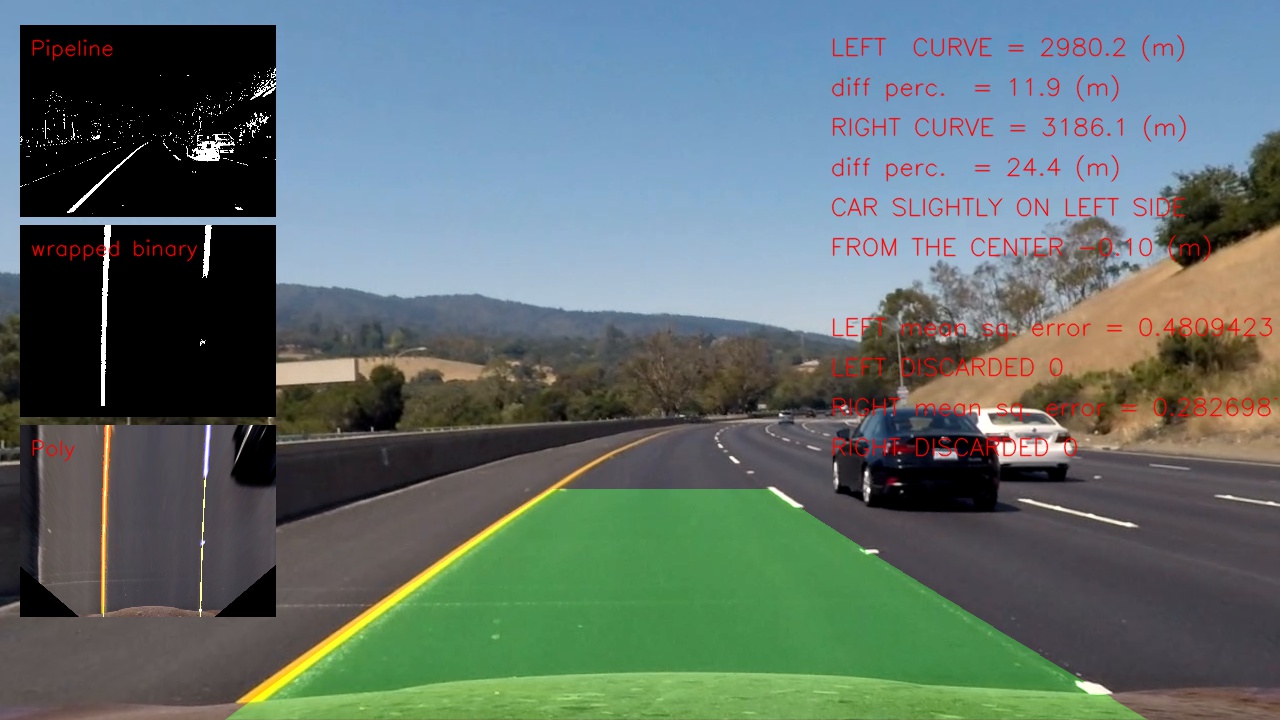 Pipeline
wrapped binary
Poly
LEFT CURVE = 2980.2 (m)
diff perc. = 11.9 (m)
RIGHT CURVE = 3186.1 (m)
diff perc. = 24.4 (m)
CAR SLIGHTLY ON LEFT SIDE
FROM THE CENTER -0.10 (m)
LEFT mean sq. error = 0.4809423
LEFT DISCARDED 0
RIGHT mean sq. error = 0.282698
RIGHT DISCARDED 0